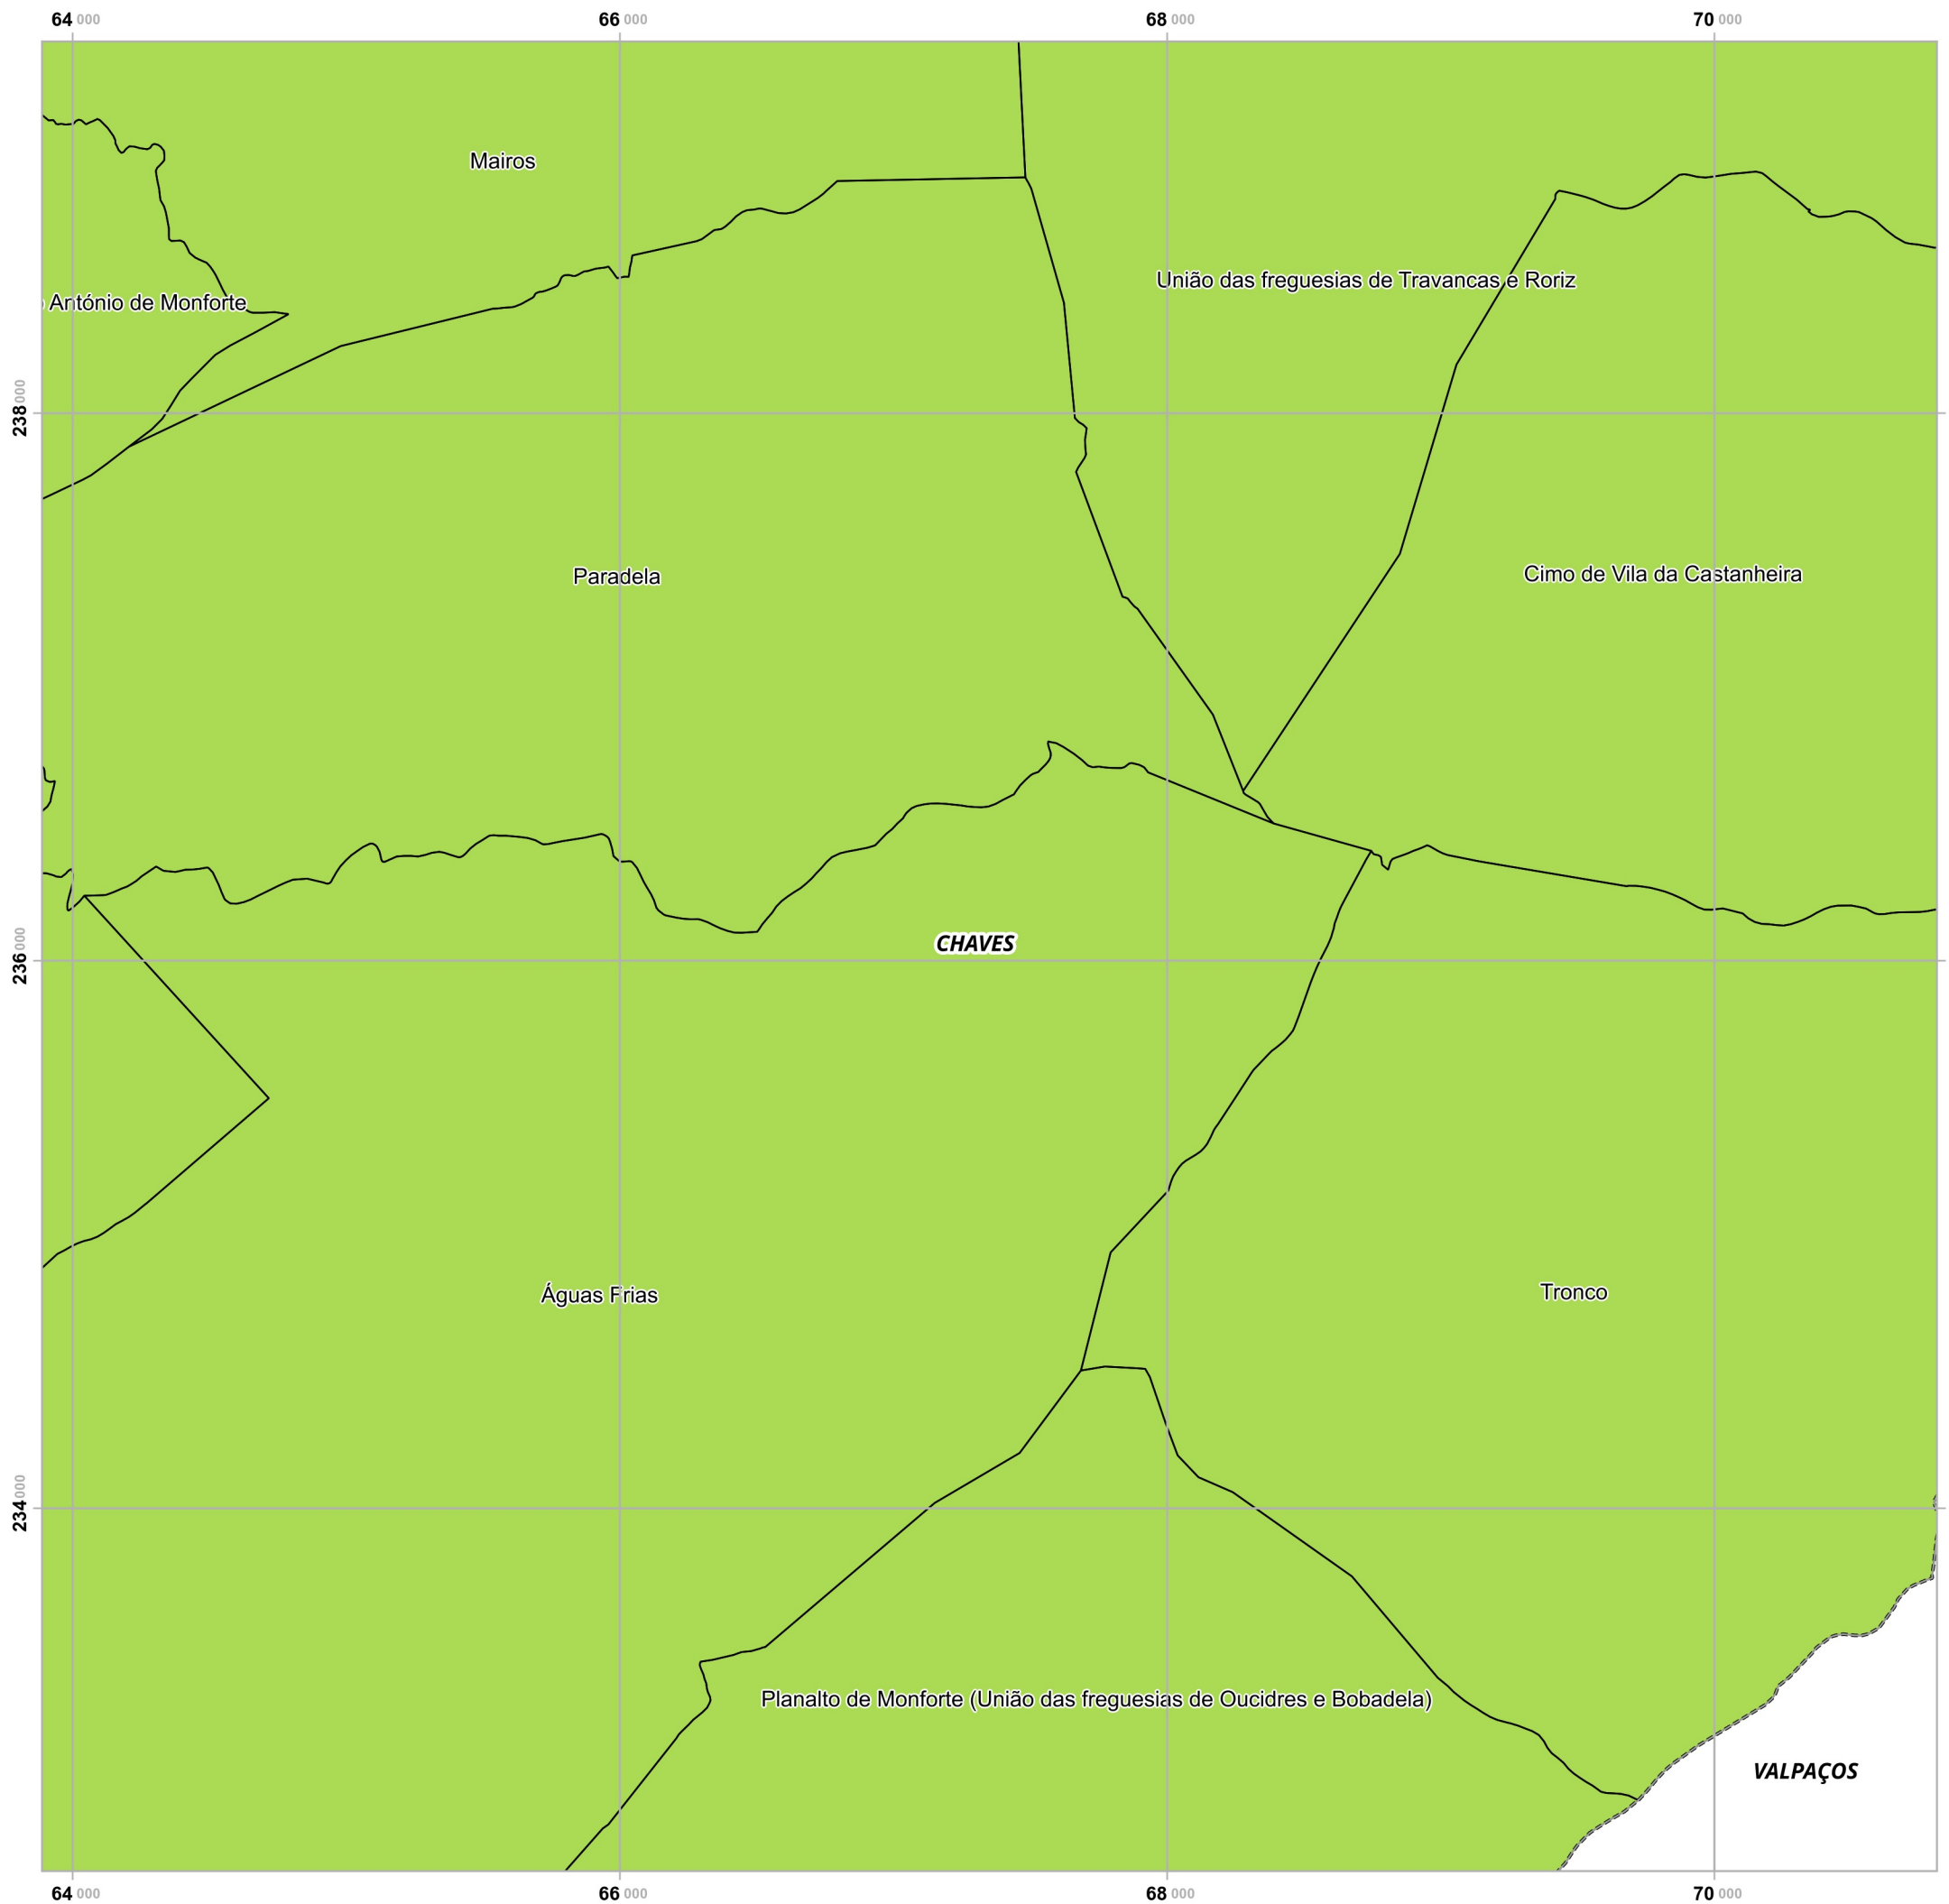 64 000 66 000 68 000 70 000
Mairos
União das freguesias de Travancas e Roriz
António de Monforte
238 000
Cimo de Vila da Castanheira
Paradela
CHAVES
236 000
Tronco
Águas Frias
234 000
Planalto de Monforte (União das freguesias de Oucidres e Bobadela)
VALPAÇOS
64 000 66 000 68 000 70 000